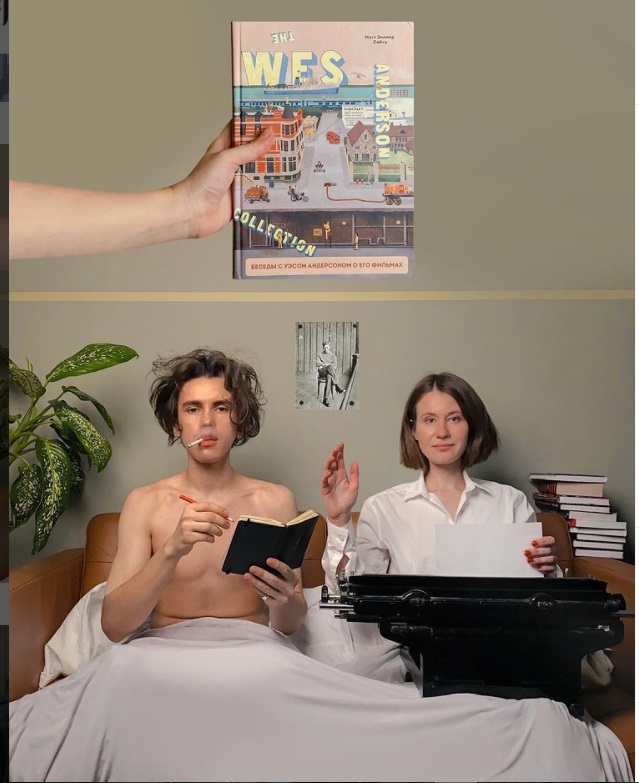 THE
Мэтт Золлер
Сайтц
WES
ANDERSON
COLLECTION
БЕСЕДЫ С УЭСОМ АНДЕРСОНОМ О ЕГО ФИЛЬМАХ